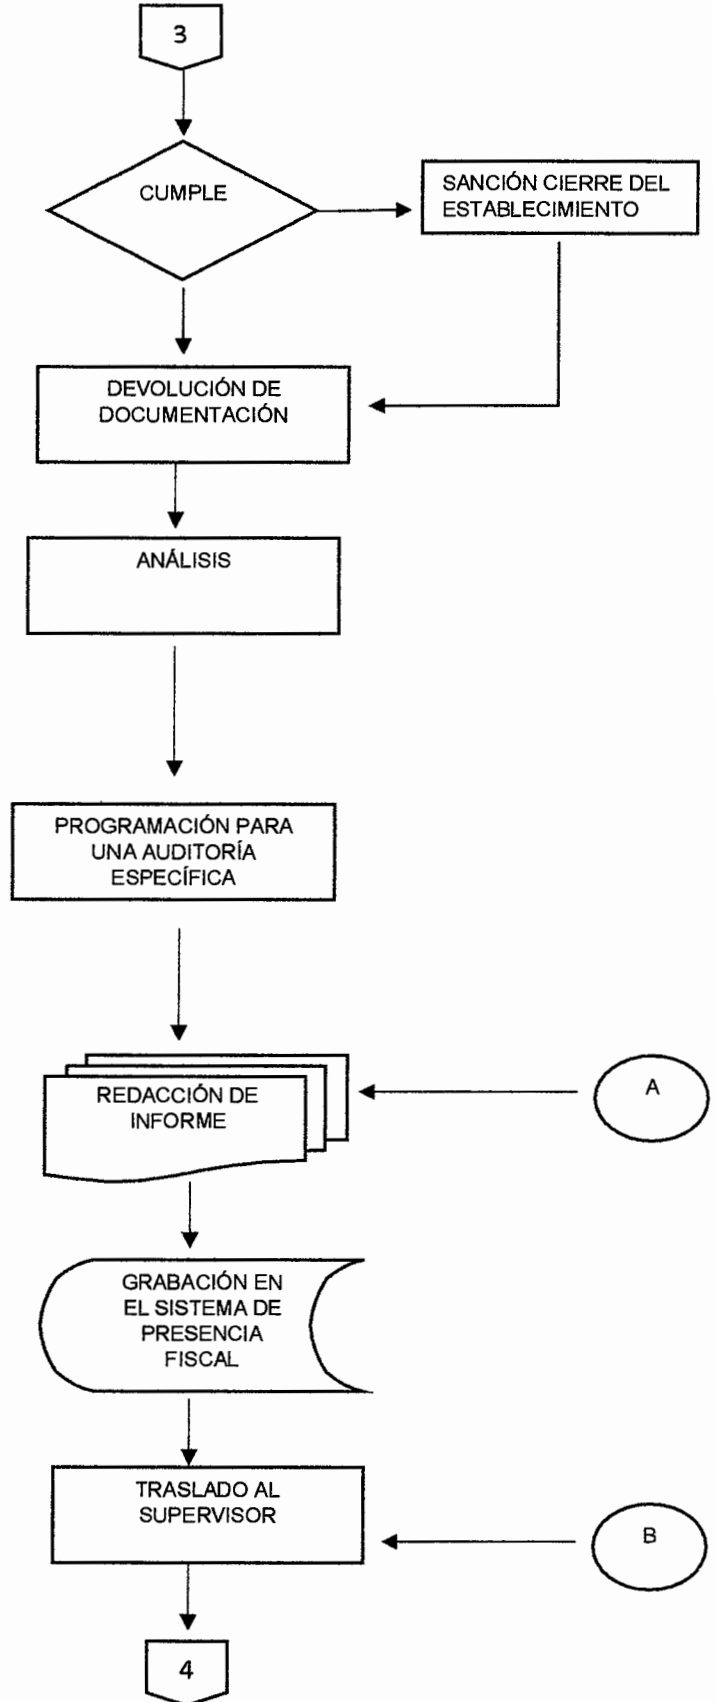 3
CUMPLE
SANCIÓN CIERRE DEL
ESTABLECIMIENTO
DEVOLUCIÓN DE
DOCUMENTACIÓN
ANÁLISIS
PROGRAMACIÓN PARA
UNA AUDITORÍA
ESPECÍFICA
REDACCIÓN DE
INFORME
A
GRABACIÓN EN
EL SISTEMA DE
PRESENCIA
FISCAL
TRASLADO AL
SUPERVISOR
B
4